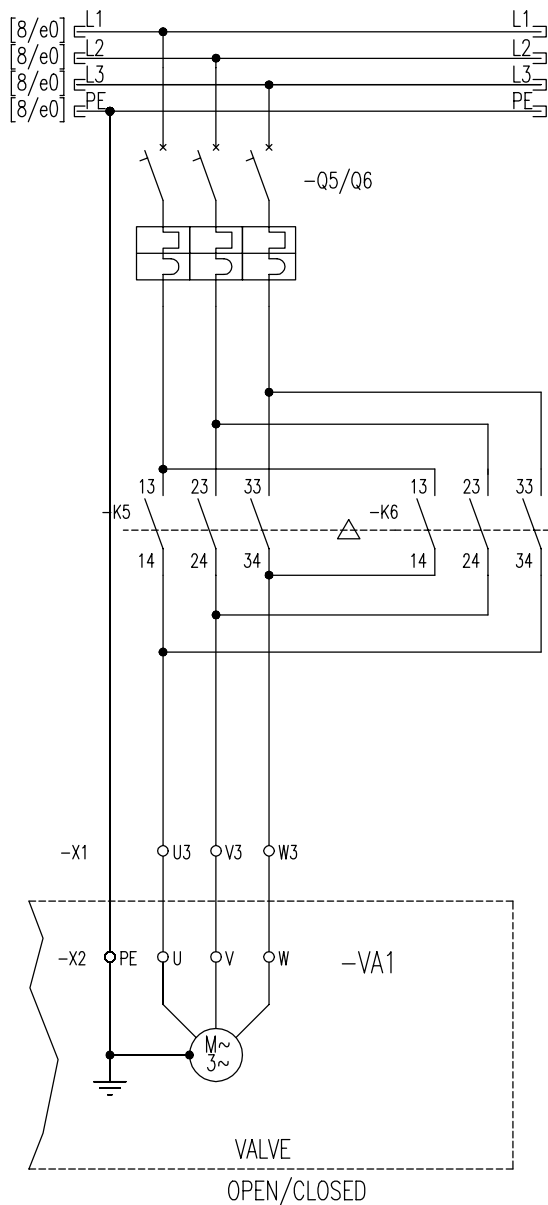 [8/e0] L1 L1
[8/e0] L2 L2
[8/e0] L3 L3
[8/e0] PE PE
-Q5/Q6
13 23 33 13 23 33
-K5 -K6
14 24 34 14 24 34
-X1 U3 V3 W3
-X2 PE U V W -VA1
M~
3~
VALVE
OPEN/CLOSED